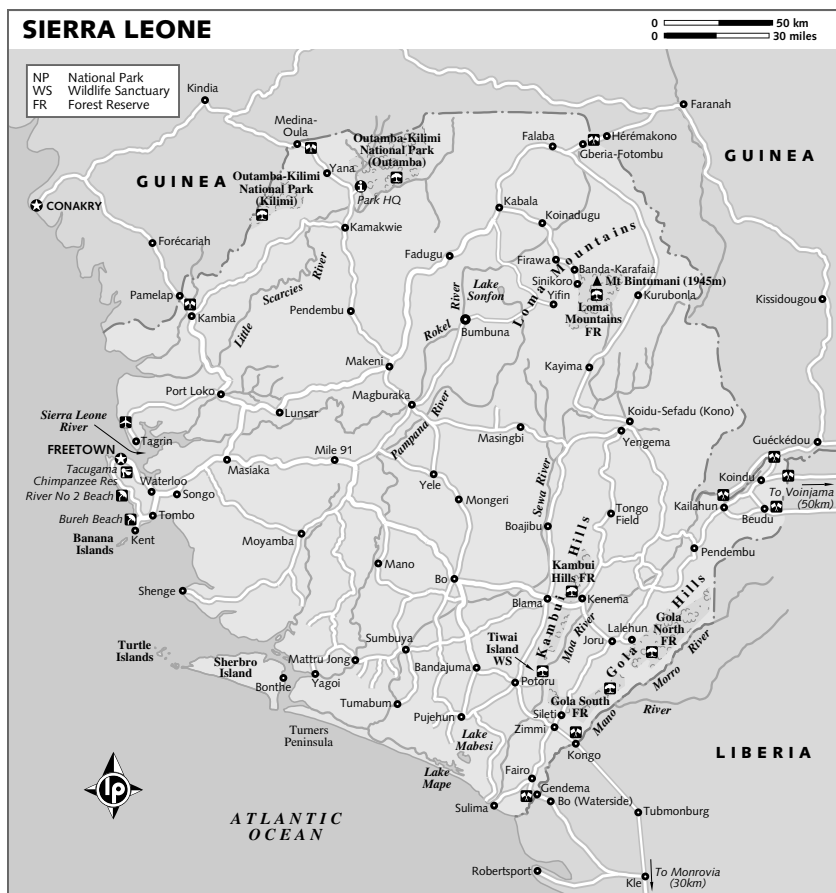 SIERRA LEONE
0 50 km
0 30 miles
NP National Park
WS Wildlife Sanctuary
FR Forest Reserve
Kindia
Faranah
Medina-
Oula
Outamba-Kilimi
National Park
(Outamba)
Falaba
Hérémakono
Gberia-Fotombu
GUINEA
Yana
GUINEA
Outamba-Kilimi
National Park
(Kilimi)
Park HQ
CONAKRY
Kabala
Koinadugu
Kamakwie
Forécariah
Fadugu
Firawa
Banda-Karafaia
Loma Mountains
Sinikoro
Mt Bintumani (1945m)
Pamelap
Little Scarcies River
Lake
Sonfon
Yifin
Loma
Mountains
FR
Kurubonla
Kissidougou
Kambia
Pendembu
Rokel River
Bumbuna
Makeni
Kayima
Port Loko
Magburaka
Lunsar
Sierra Leone
River
Pampana River
Koidu-Sefadu (Kono)
Tagrin
Masingbi
Yengema
Guéckédou
FREETOWN
Mile 91
Masiaka
Tacugama
Chimpanzee Res
Waterloo
Yele
Sewa River
Koindu
River No 2 Beach
Songo
Mongeri
Kailahun
To Voinjama
(50km)
Bureh Beach
Tombo
Tongo
Field
Beudu
Banana
Islands
Kent
Moyamba
Boajibu
Pendembu
Mano
Kambui Hills
Kambui
Hills FR
Bo
Shenge
Blama
Kenema
Moa River
Gola Hills
Lalehun
Gola
North
FR
Turtle
Islands
Sumbuya
Tiwai
Island
WS
Joru
Sherbro
Island
Mattru Jong
Bandajuma
Morro River
Bonthe
Yagoi
Potoru
Tumabum
Pujehun
Sileti
Gola South
FR
Mano River
Turners
Peninsula
Lake
Mabesi
Zimmi
Kongo
LIBERIA
Lake
Mape
Fairo
Gendema
lp
Sulima
Bo (Waterside)
Tubmonburg
ATLANTIC
OCEAN
Robertsport
Kle
To Monrovia
(30km)